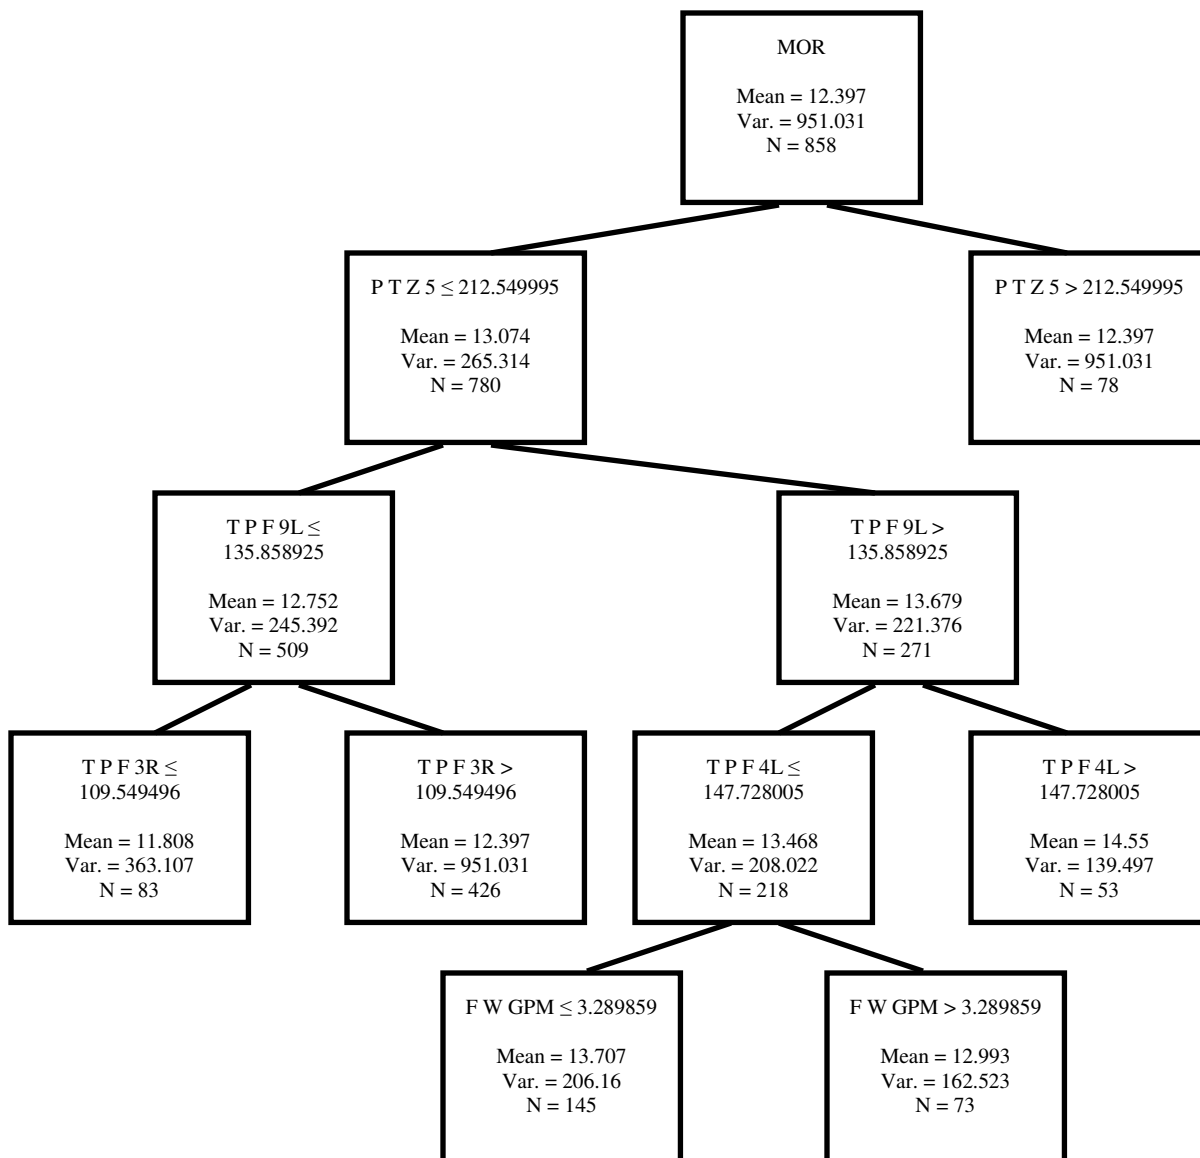 MOR
Mean = 12.397
Var. = 951.031
N = 858
P T Z 5 ≤ 212.549995
Mean = 13.074
Var. = 265.314
N = 780
P T Z 5 > 212.549995
Mean = 12.397
Var. = 951.031
N = 78
T P F 9L ≤
135.858925
Mean = 12.752
Var. = 245.392
N = 509
T P F 9L >
135.858925
Mean = 13.679
Var. = 221.376
N = 271
T P F 3R ≤
109.549496
Mean = 11.808
Var. = 363.107
N = 83
T P F 3R >
109.549496
Mean = 12.397
Var. = 951.031
N = 426
T P F 4L ≤
147.728005
Mean = 13.468
Var. = 208.022
N = 218
T P F 4L >
147.728005
Mean = 14.55
Var. = 139.497
N = 53
F W GPM ≤ 3.289859
Mean = 13.707
Var. = 206.16
N = 145
F W GPM > 3.289859
Mean = 12.993
Var. = 162.523
N = 73